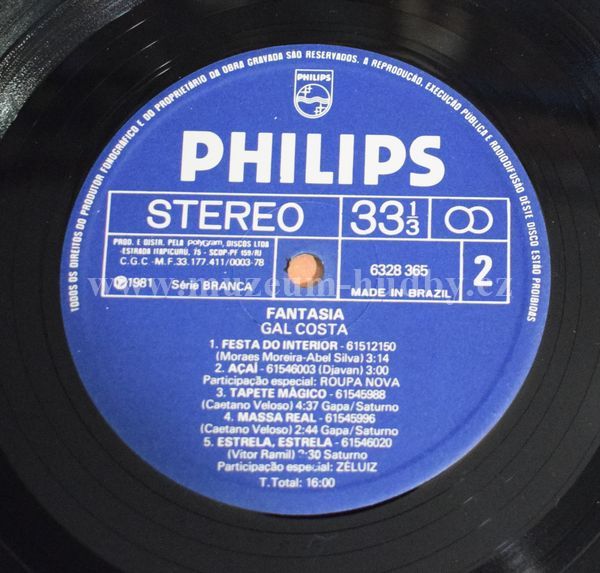 TODOS OS DIREITOS DO PRODUTOR FONOGRÁFICO E DO PROPRIETÁRIO DA OBRA GRAVADA SÃO RESERVADOS. A REPRODUÇÃO, EXECUÇÃO PÚBLICA E RADIODIFUSÃO DESTE DISCO ESTÃO PROIBIDAS
PHILIPS
PHILIPS
STEREO 33 1/3
PROD. E DISTR. PELA polygram, DISCOS LTDA
ESTRADA ITAPICURÚ, 75 - SCDP-PF 159/RJ
C.G.C - M.F. 33.177.411/0003-78
℗1981 Série BRANCA
6328 365
MADE IN BRAZIL
2
www.muzeum-hudby.cz
FANTASIA
GAL COSTA
1. FESTA DO INTERIOR - 61512150
(Moraes Moreira-Abel Silva) 3:14
2. AÇAÍ - 61546003 (Djavan) 3:00
Participação especial: ROUPA NOVA
3. TAPETE MÁGICO - 61545988
(Caetano Veloso) 4:37 Gapa/Saturno
4. MASSA REAL - 61545996
(Caetano Veloso) 2:44 Gapa/Saturno
5. ESTRELA, ESTRELA - 61546020
(Vitor Ramil) 2:30 Saturno
Participação especial: ZÉLUIZ
T. Total: 16:00